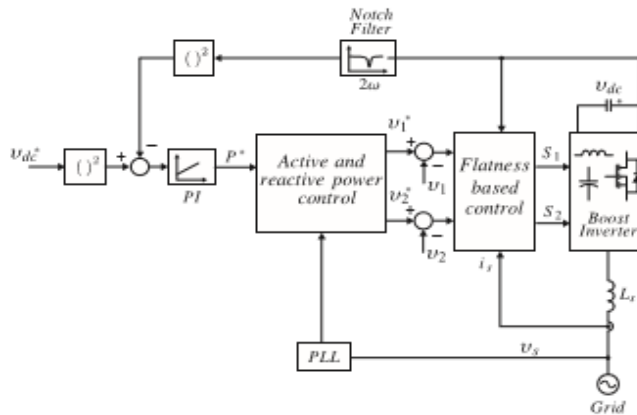 Notch
Filter
2ω
( )²
υdc
υdc*
( )²
+
−
PI
P*
Active and
reactive power
control
υ1*
+
−
υ1
υ2*
+
−
υ2
Flatness
based
control
S1
S2
Boost
Inverter
is
Ls
PLL
υs
Grid